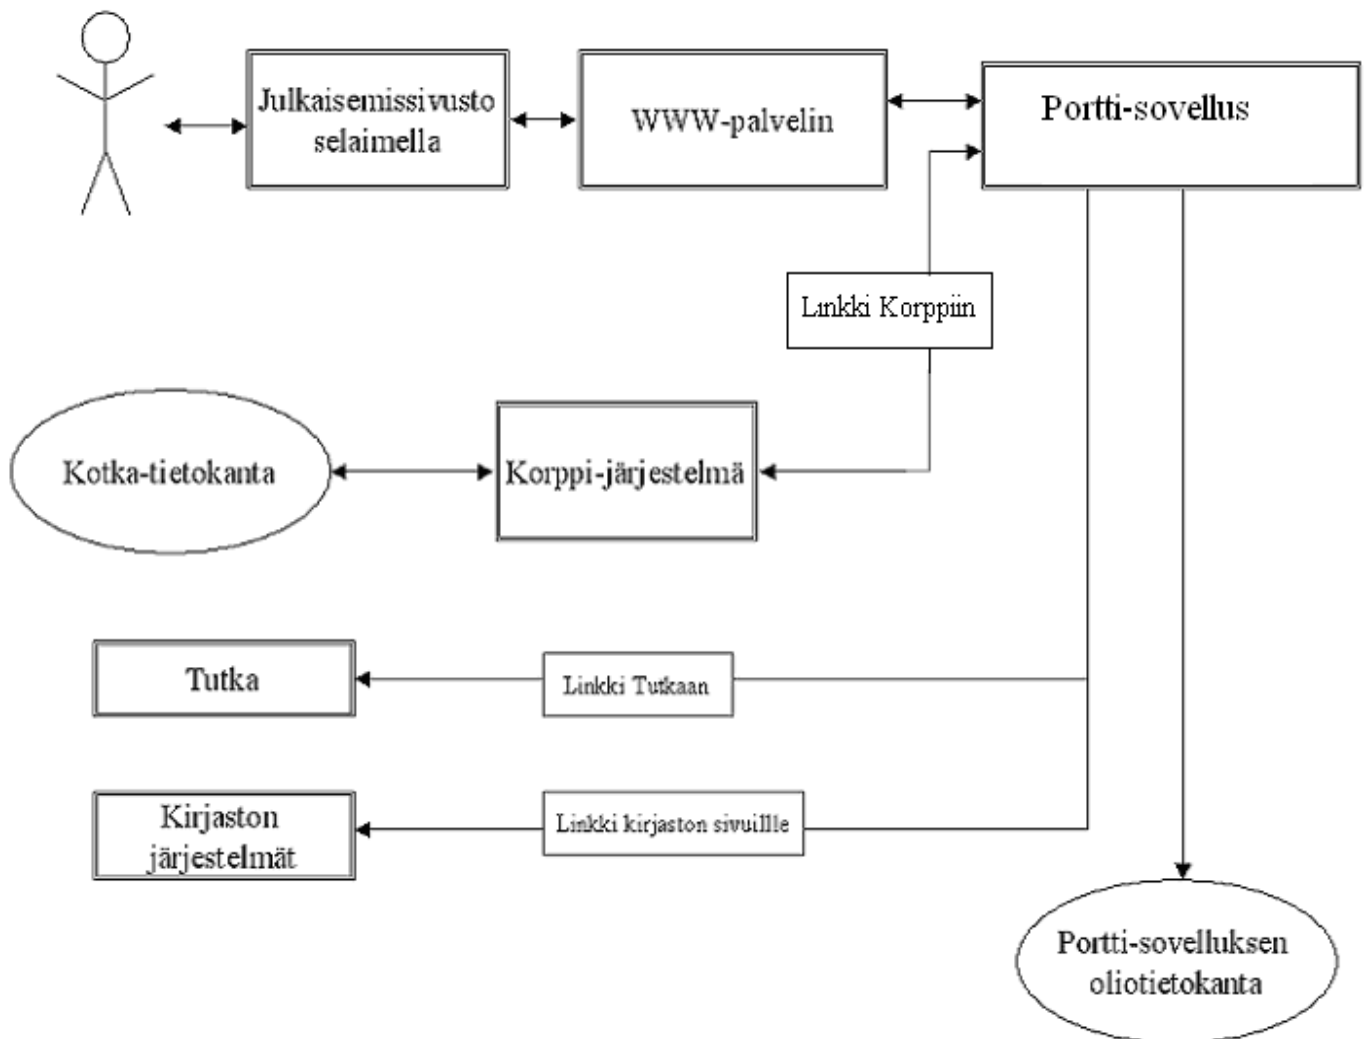 Julkaisemissivusto
selaimella
WWW-palvelin
Portti-sovellus
Linkki Korppiin
Kotka-tietokanta
Korppi-järjestelmä
Tutka
Linkki Tutkaan
Kirjaston
järjestelmät
Linkki kirjaston sivuillle
Portti-sovelluksen
oliotietokanta